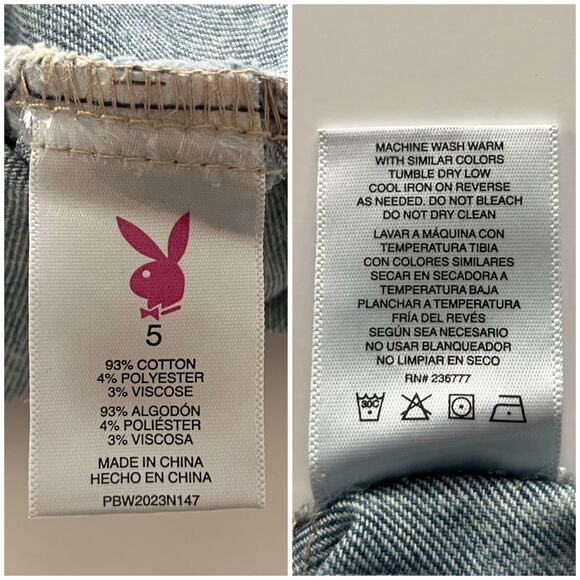 5
93% COTTON
4% POLYESTER
3% VISCOSE
93% ALGODÓN
4% POLIÉSTER
3% VISCOSA
MADE IN CHINA
HECHO EN CHINA
PBW2023N147
MACHINE WASH WARM
WITH SIMILAR COLORS
TUMBLE DRY LOW
COOL IRON ON REVERSE
AS NEEDED. DO NOT BLEACH
DO NOT DRY CLEAN
LAVAR A MÁQUINA CON
TEMPERATURA TIBIA
CON COLORES SIMILARES
SECAR EN SECADORA A
TEMPERATURA BAJA
PLANCHAR A TEMPERATURA
FRÍA DEL REVÉS
SEGÚN SEA NECESARIO
NO USAR BLANQUEADOR
NO LIMPIAR EN SECO
RN# 236777
30C